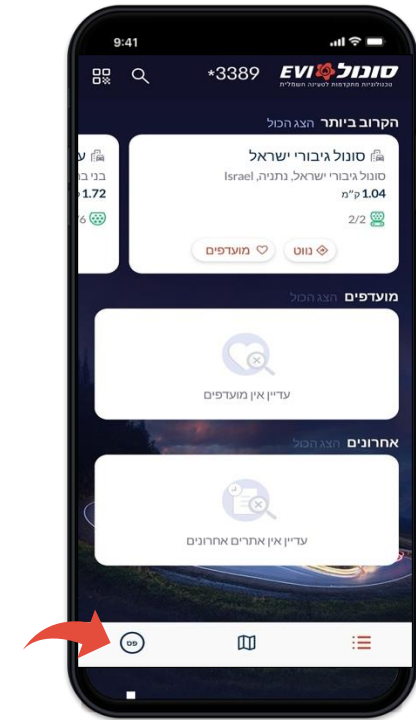 9:41
סונול EVI
טכנולוגיות מתקדמות לטעינה חשמלית
*3389
הקרוב ביותר הצג הכול
סונול גיבורי ישראל
סונול גיבורי ישראל, נתניה, Israel
1.04 ק"מ
2/2
נווט
מועדפים
1.72
מועדפים הצג הכול
עדיין אין מועדפים
אחרונים הצג הכול
עדיין אין אתרים אחרונים
פס